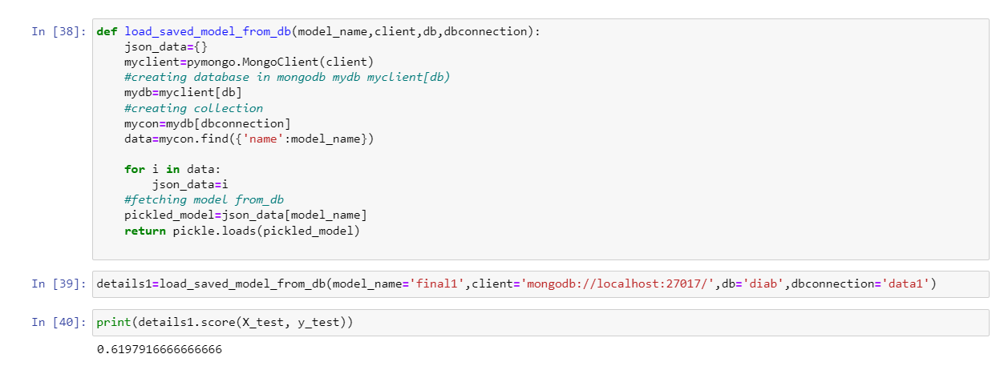 In [38]: def load_saved_model_from_db(model_name,client,db,dbconnection):
    json_data={}
    myclient=pymongo.MongoClient(client)
    #creating database in mongodb mydb myclient[db)
    mydb=myclient[db]
    #creating collection
    mycon=mydb[dbconnection]
    data=mycon.find({'name':model_name})
    for i in data:
        json_data=i
    #fetching model from_db
    pickled_model=json_data[model_name]
    return pickle.loads(pickled_model)
In [39]: details1=load_saved_model_from_db(model_name='final1',client='mongodb://localhost:27017/',db='diab',dbconnection='data1')
In [40]: print(details1.score(X_test, y_test))
0.6197916666666666